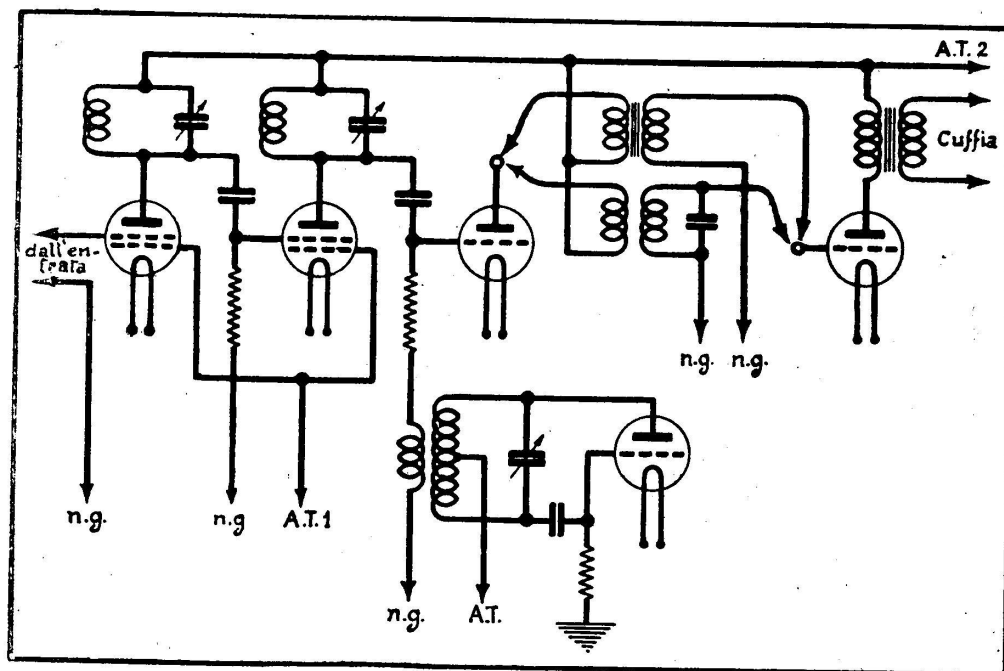 A.T. 2
Cuffia
dall'en-
trata
n.g. n.g.
n.g.
n.g
A.T.1
n.g.
A.T.